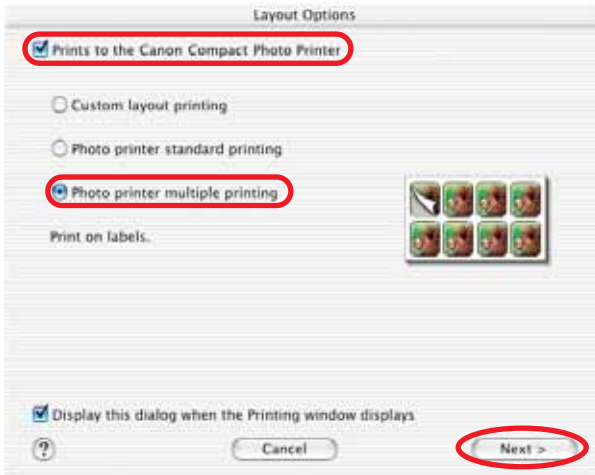 Layout Options
Prints to the Canon Compact Photo Printer
Custom layout printing
Photo printer standard printing
Photo printer multiple printing
Print on labels.
Display this dialog when the Printing window displays
?
Cancel
Next >